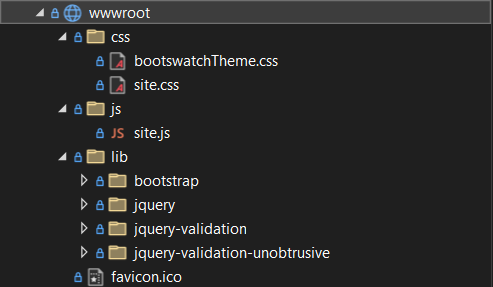 wwwroot
css
bootswatchTheme.css
site.css
js
JS site.js
lib
bootstrap
jquery
jquery-validation
jquery-validation-unobtrusive
favicon.ico